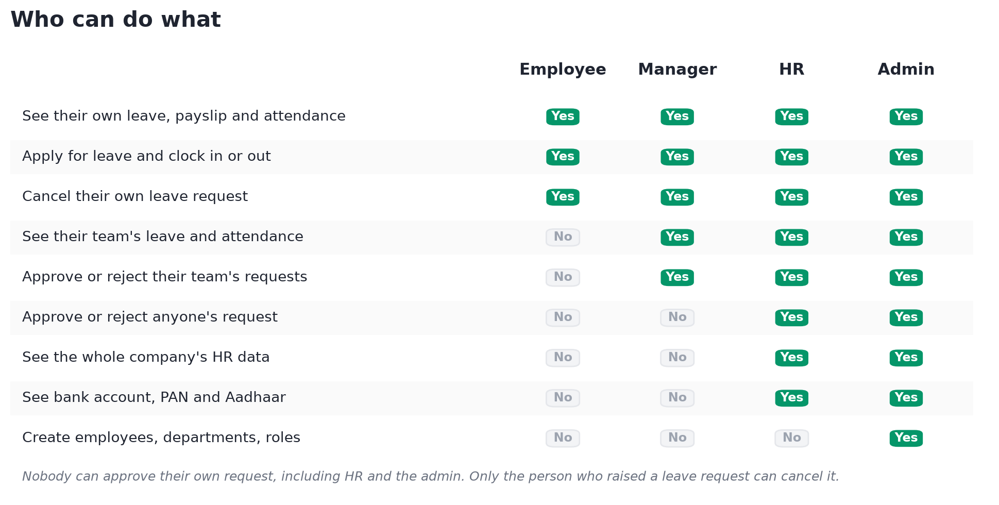 Who can do what
Employee Manager HR Admin
See their own leave, payslip and attendance Yes Yes Yes Yes
Apply for leave and clock in or out Yes Yes Yes Yes
Cancel their own leave request Yes Yes Yes Yes
See their team's leave and attendance No Yes Yes Yes
Approve or reject their team's requests No Yes Yes Yes
Approve or reject anyone's request No No Yes Yes
See the whole company's HR data No No Yes Yes
See bank account, PAN and Aadhaar No No Yes Yes
Create employees, departments, roles No No No Yes
Nobody can approve their own request, including HR and the admin. Only the person who raised a leave request can cancel it.